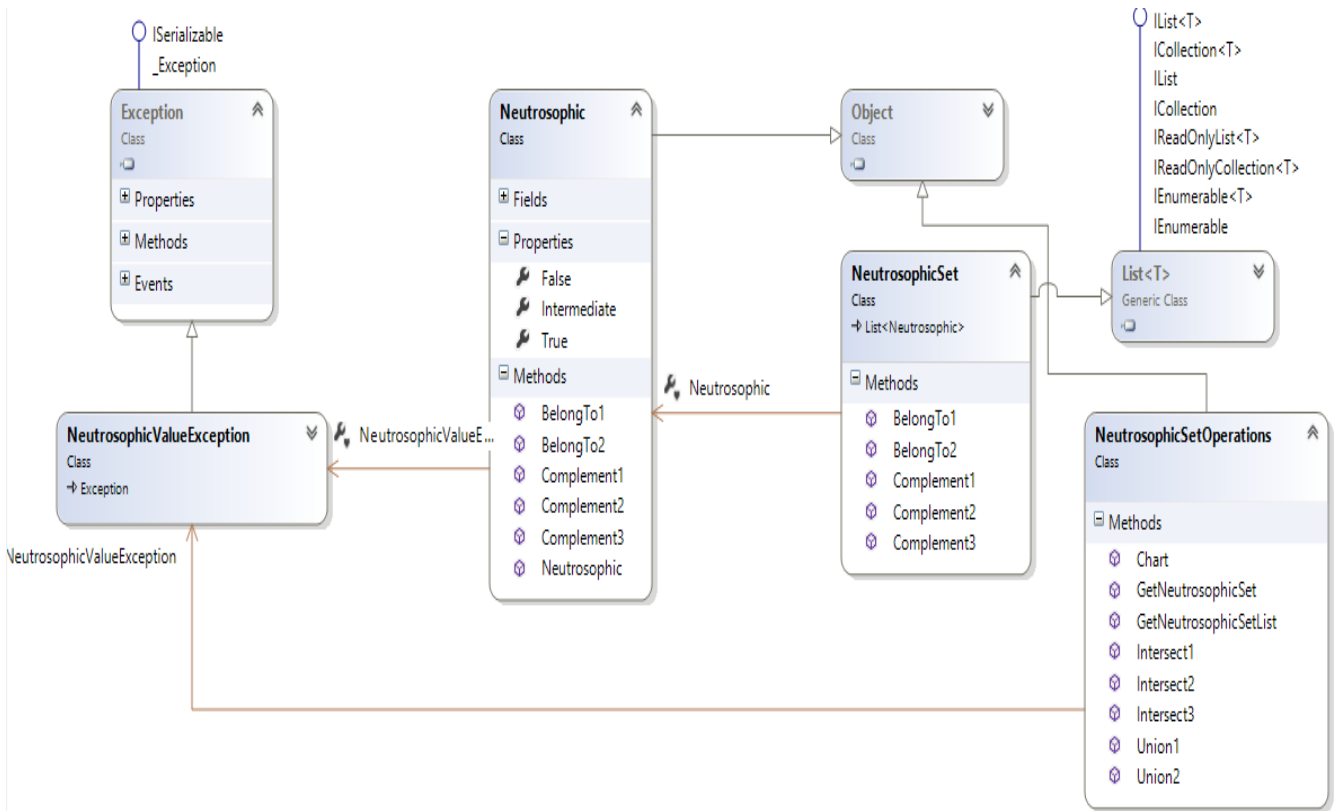 ISerializable
_Exception
Exception
Class
Properties
Methods
Events
NeutrosophicValueException
Class
Exception
NeutrosophicValueException
NeutrosophicValueE...
Neutrosophic
Class
Fields
Properties
False
Intermediate
True
Methods
BelongTo1
BelongTo2
Complement1
Complement2
Complement3
Neutrosophic
Neutrosophic
Object
Class
NeutrosophicSet
Class
List<Neutrosophic>
Methods
BelongTo1
BelongTo2
Complement1
Complement2
Complement3
IList<T>
ICollection<T>
IList
ICollection
IReadOnlyList<T>
IReadOnlyCollection<T>
IEnumerable<T>
IEnumerable
List<T>
Generic Class
NeutrosophicSetOperations
Class
Methods
Chart
GetNeutrosophicSet
GetNeutrosophicSetList
Intersect1
Intersect2
Intersect3
Union1
Union2